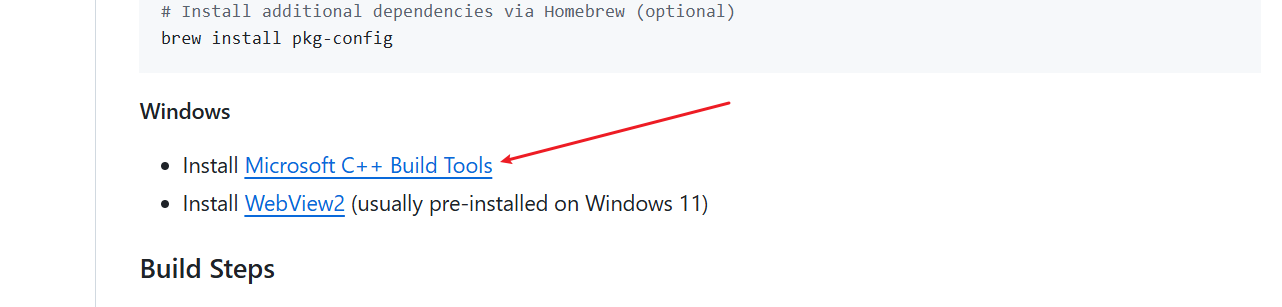 # Install additional dependencies via Homebrew (optional)
brew install pkg-config
Windows
• Install Microsoft C++ Build Tools
• Install WebView2 (usually pre-installed on Windows 11)
Build Steps